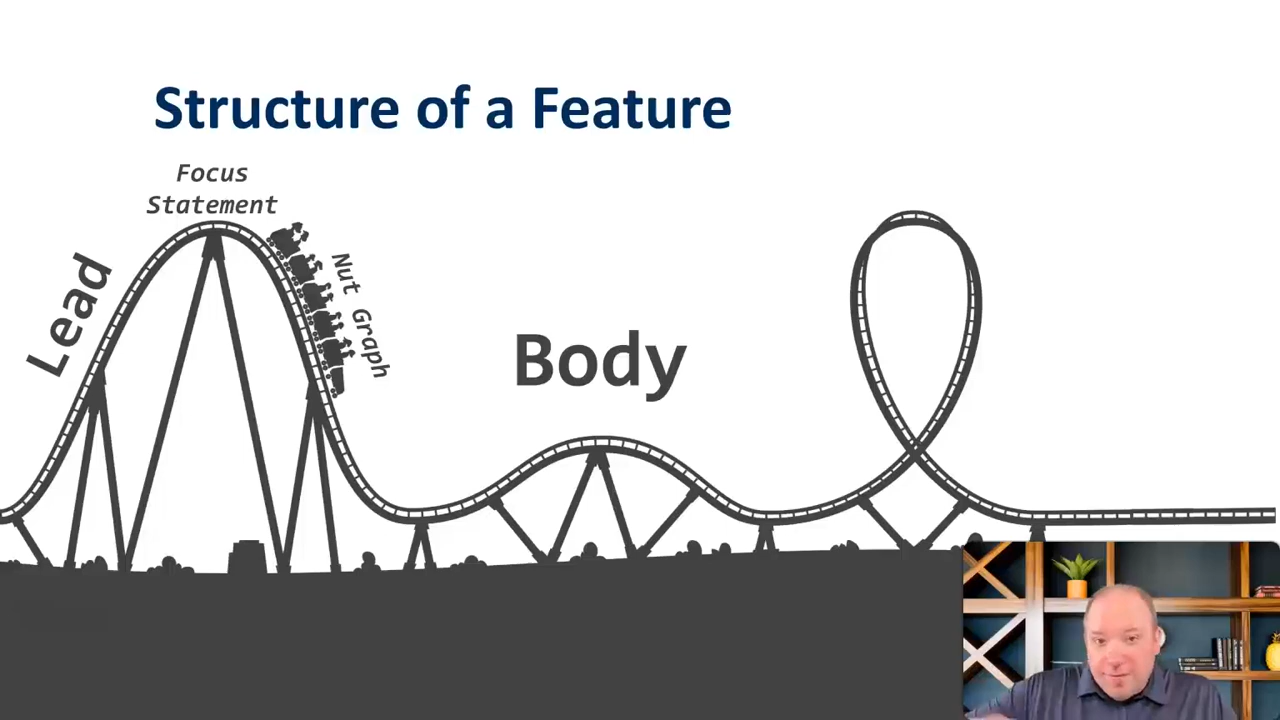 Structure of a Feature
Focus
Statement
Lead
Nut Graph
Body